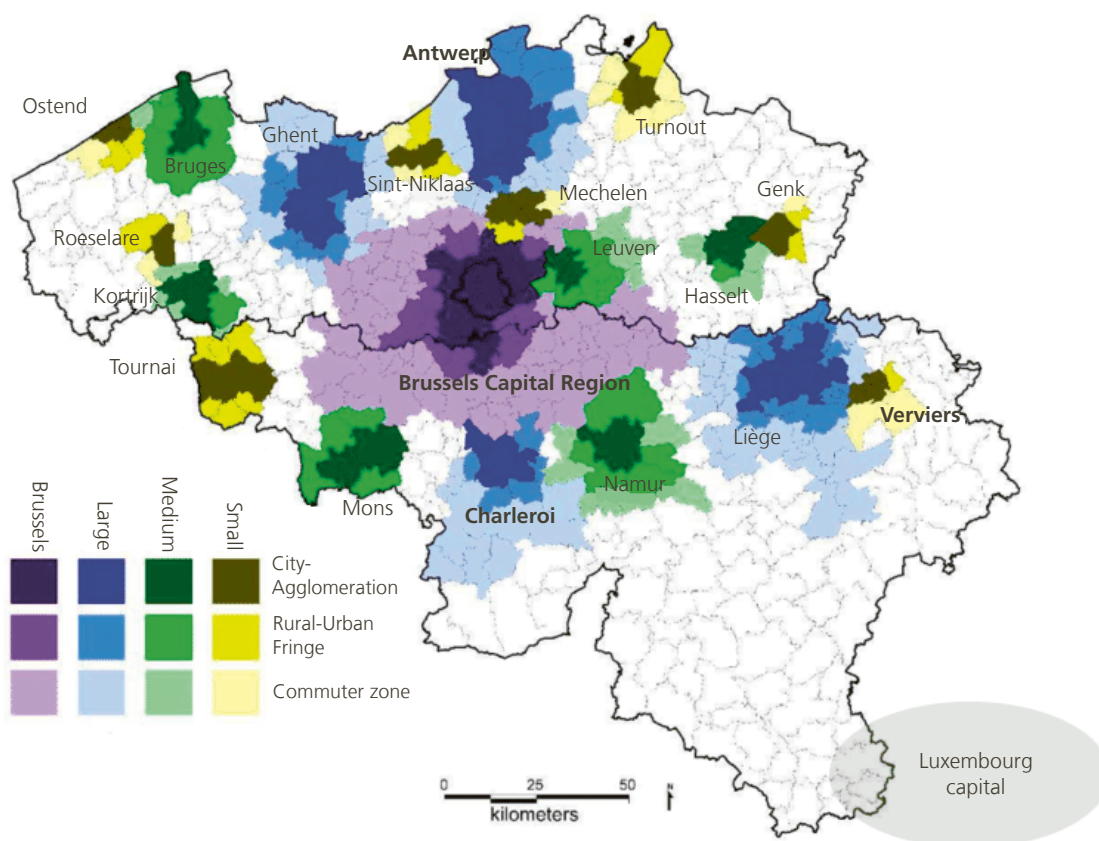 Antwerp
Ostend
Ghent
Turnout
Bruges
Sint-Niklaas
Mechelen
Genk
Roeselare
Leuven
Kortrijk
Hasselt
Tournai
Brussels Capital Region
Verviers
Liège
Namur
Mons
Charleroi
Brussels
Large
Medium
Small
City-
Agglomeration
Rural-Urban
Fringe
Commuter zone
Luxembourg
capital
0 25 50
kilometers